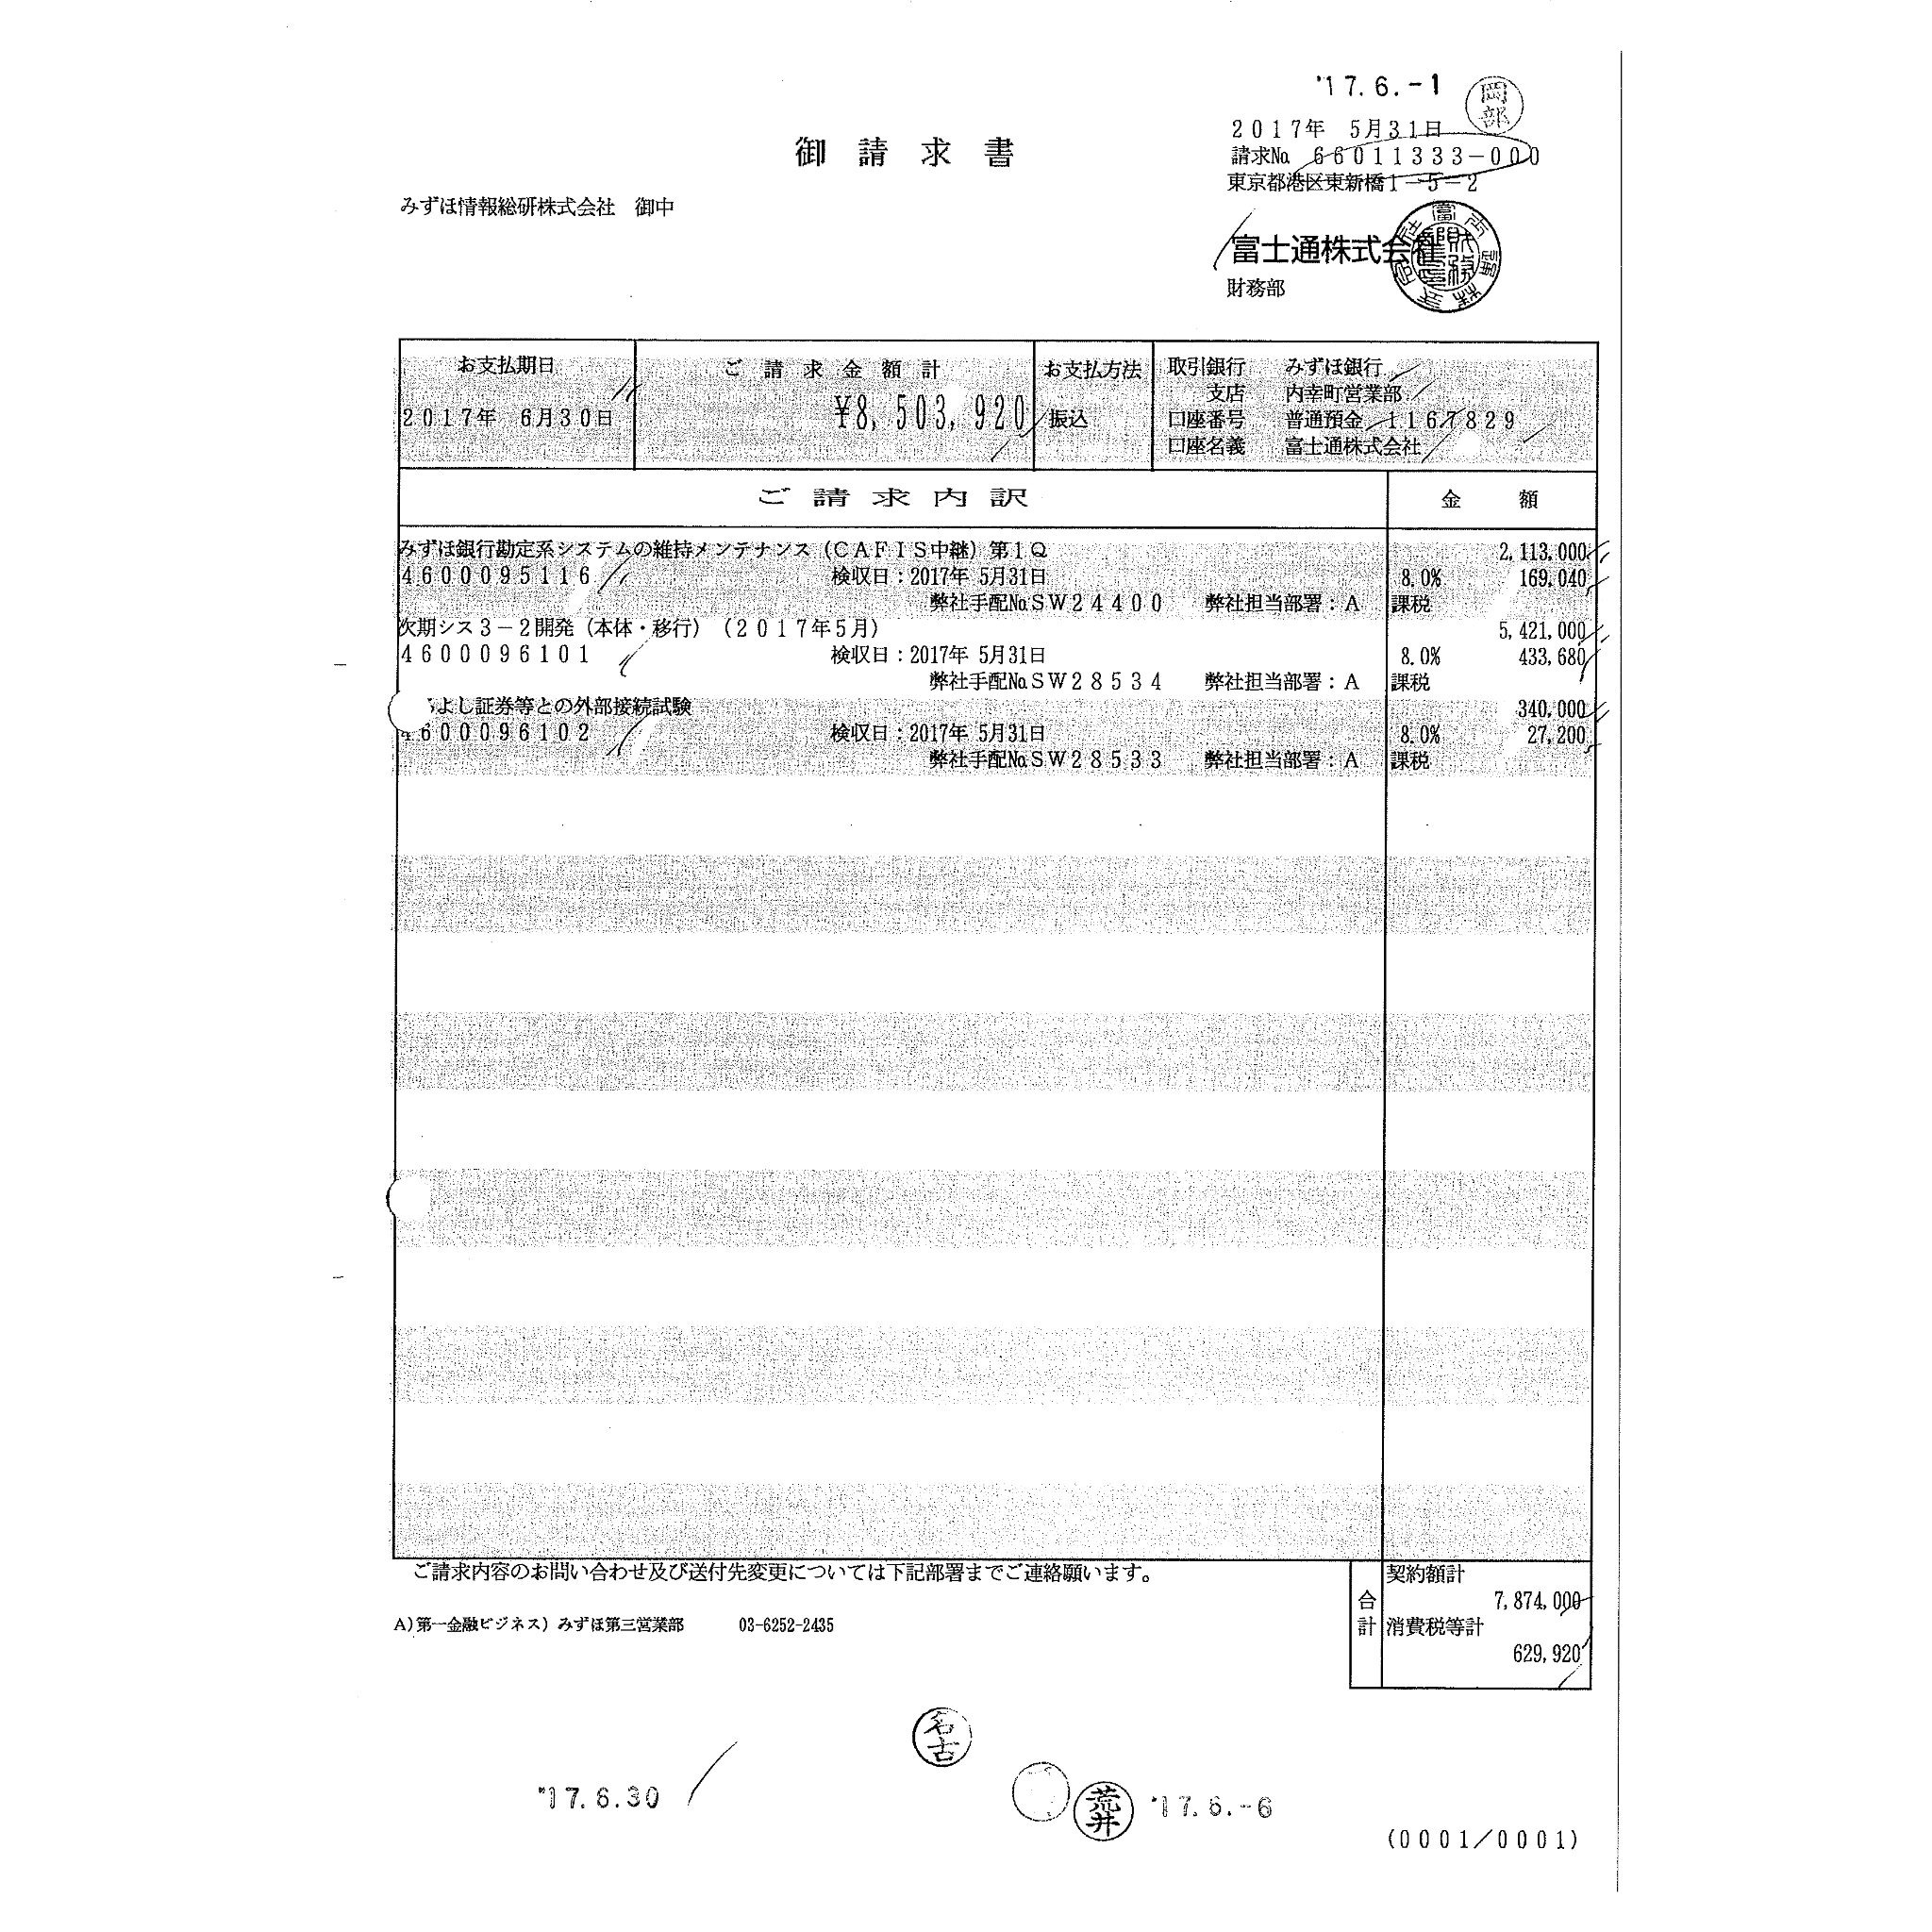 '17.6.-1
岡部
2017年 5月31日
御請求書
請求No 66011333-000
東京都港区東新橋1-5-2
みずほ情報総研株式会社 御中
富士通株式会社
財務部
お支払期日 ご請求金額計 お支払方法 取引銀行 みずほ銀行
支店 内幸町営業部
2017年 6月30日 ¥8,503,920 振込 口座番号 普通預金 1167829
口座名義 富士通株式会社
ご請求内訳 金額
みずほ銀行勘定系システムの維持メンテナンス(CAFIS中継)第1Q 2,113,000
4600095116 検収日:2017年 5月31日 8.0% 169,040
弊社手配No.SW24400 弊社担当部署:A 課税
次期シス3-2開発(本体・移行)(2017年5月) 5,421,000
4600096101 検収日:2017年 5月31日 8.0% 433,680
弊社手配No.SW28534 弊社担当部署:A 課税
よし証券等との外部接続試験 340,000
4600096102 検収日:2017年 5月31日 8.0% 27,200
弊社手配No.SW28533 弊社担当部署:A 課税
ご請求内容のお問い合わせ及び送付先変更については下記部署までご連絡願います。
合計 契約額計
7,874,000
A)第一金融ビジネス)みずほ第三営業部 03-6252-2435
消費税等計
629,920
名古
'17.6.30
荒井
'17.6.-6
(0001/0001)